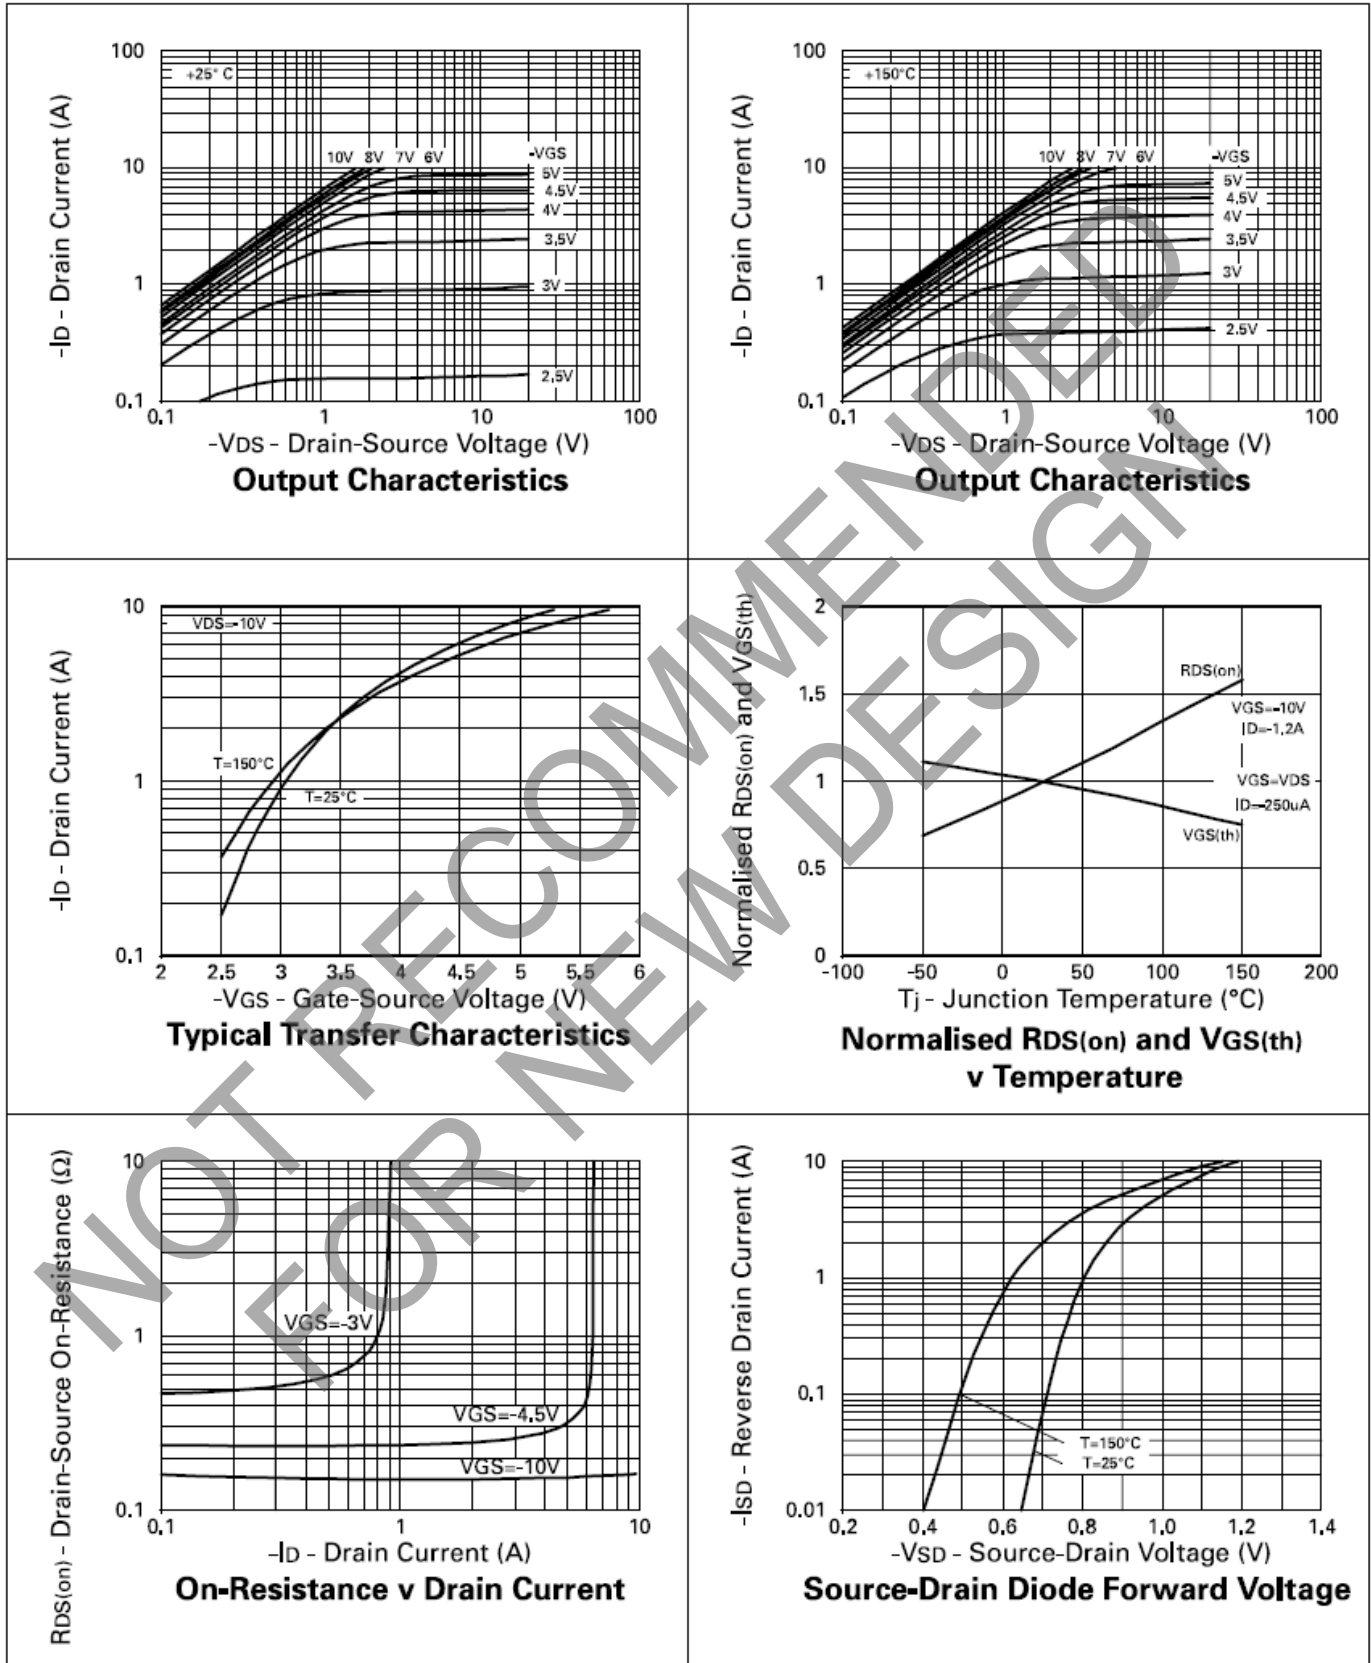 100
10
1
0.1
-ID - Drain Current (A)
+25° C
10V 8V 7V 6V
-VGS
5V
4.5V
4V
3.5V
3V
2.5V
0.1 1 10 100
-VDS - Drain-Source Voltage (V)
Output Characteristics
100
10
1
0.1
-ID - Drain Current (A)
+150°C
10V 8V 7V 6V
-VGS
5V
4.5V
4V
3.5V
3V
2.5V
0.1 1 10 100
-VDS - Drain-Source Voltage (V)
Output Characteristics
10
1
0.1
-ID - Drain Current (A)
VDS=-10V
T=150°C
T=25°C
2 2.5 3 3.5 4 4.5 5 5.5 6
-VGS - Gate-Source Voltage (V)
Typical Transfer Characteristics
2
1.5
1
0.5
0
Normalised RDS(on) and VGS(th)
RDS(on)
VGS=-10V
ID=-1.2A
VGS=VDS
ID=-250uA
VGS(th)
-100 -50 0 50 100 150 200
Tj - Junction Temperature (°C)
Normalised RDS(on) and VGS(th)
v Temperature
10
1
0.1
RDS(on) - Drain-Source On-Resistance (Ω)
VGS=-3V
VGS=-4.5V
VGS=-10V
0.1 1 10
-ID - Drain Current (A)
On-Resistance v Drain Current
10
1
0.1
0.01
-ISD - Reverse Drain Current (A)
T=150°C
T=25°C
0.2 0.4 0.6 0.8 1.0 1.2 1.4
-VSD - Source-Drain Voltage (V)
Source-Drain Diode Forward Voltage
NOT RECOMMENDED
FOR NEW DESIGN